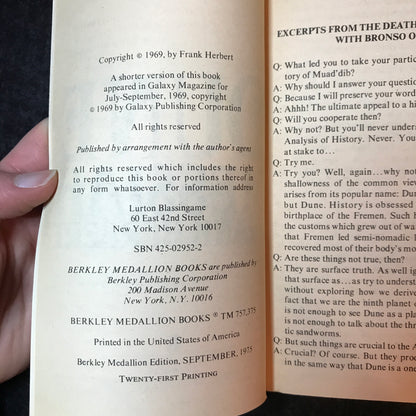 Copyright © 1969, by Frank Herbert
A shorter version of this book
appeared in Galaxy Magazine for
July-September, 1969, copyright
© 1969 by Galaxy Publishing Corporation
All rights reserved
Published by arrangement with the author's agent
All rights reserved which includes the right
to reproduce this book or portions thereof in
any form whatsoever. For information address
Lurton Blassingame
60 East 42nd Street
New York, New York 10017
SBN 425-02952-2
BERKLEY MEDALLION BOOKS are published by
Berkley Publishing Corporation
200 Madison Avenue
New York, N.Y. 10016
BERKLEY MEDALLION BOOKS ® TM 757,375
Printed in the United States of America
Berkley Medallion Edition, SEPTEMBER, 1975
TWENTY-FIRST PRINTING
EXCERPTS FROM THE DEATH
WITH BRONSO O
Q: What led you to take your partic
tory of Muad'dib?
A: Why should I answer your question
Q: Because I will preserve your word
A: Ahhh! The ultimate appeal to a hi
Q: Will you cooperate then?
A: Why not? But you'll never under
Analysis of History. Never. You
at stake to...
Q: Try me.
A: Try you? Well, again... why not
shallowness of the common view
arises from its popular name: Dun
but Dune. History is obsessed
birthplace of the Fremen. Such h
the customs which grew out of wa
that Fremen led semi-nomadic l
recovered most of their body's mo
Q: Are these things not true, then?
A: They are surface truth. As well ig
that surface as... as try to understan
without exploring how we deriv
fact that we are the ninth planet o
is not enough to see Dune as a pla
is not enough to talk about the thr
tic sandworms.
Q: But such things are crucial to the A
A: Crucial? Of course. But they pro
in the same way that Dune is a one